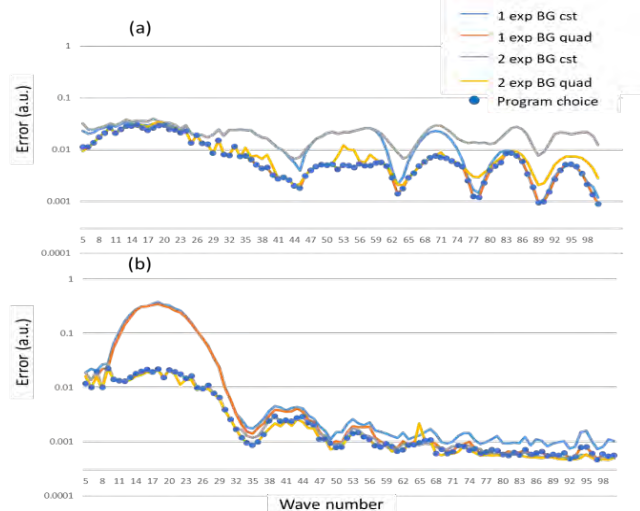 (a)
1 exp BG cst
1 exp BG quad
2 exp BG cst
2 exp BG quad
Program choice
Error (a.u.)
1
0.1
0.01
0.001
0.0001
5 8 11 14 17 20 23 26 29 32 35 38 41 44 47 50 53 56 59 62 65 68 71 74 77 80 83 86 89 92 95 98
(b)
Error (a.u.)
1
0.1
0.01
0.001
0.0001
5 8 11 14 17 20 23 26 29 32 35 38 41 44 47 50 53 56 59 62 65 68 71 74 77 80 83 86 89 92 95 98
Wave number